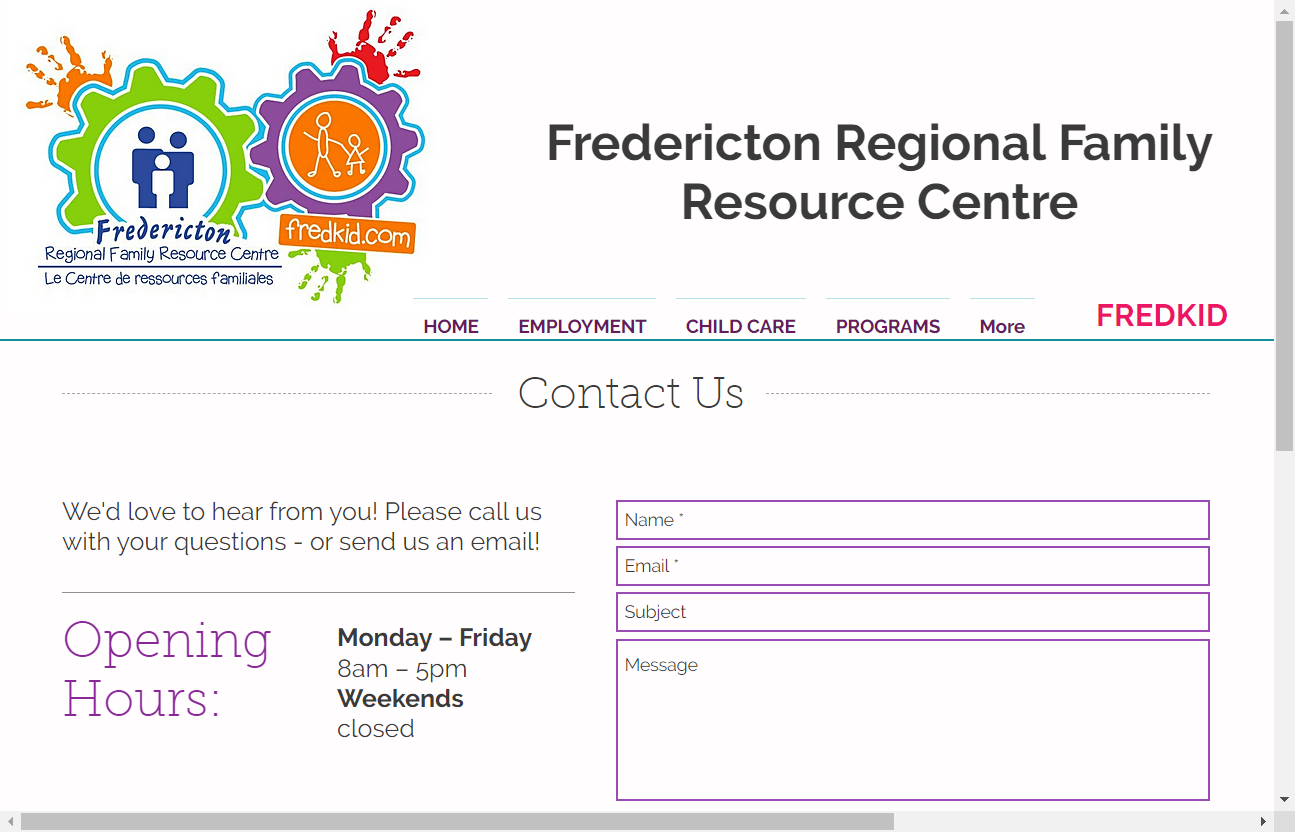 Fredericton
Regional Family Resource Centre
Le Centre de ressources familiales
fredkid.com
Fredericton Regional Family
Resource Centre
HOME EMPLOYMENT CHILD CARE PROGRAMS More
FREDKID
Contact Us
We'd love to hear from you! Please call us
with your questions - or send us an email!
Opening
Hours:
Monday – Friday
8am – 5pm
Weekends
closed
Name *
Email *
Subject
Message